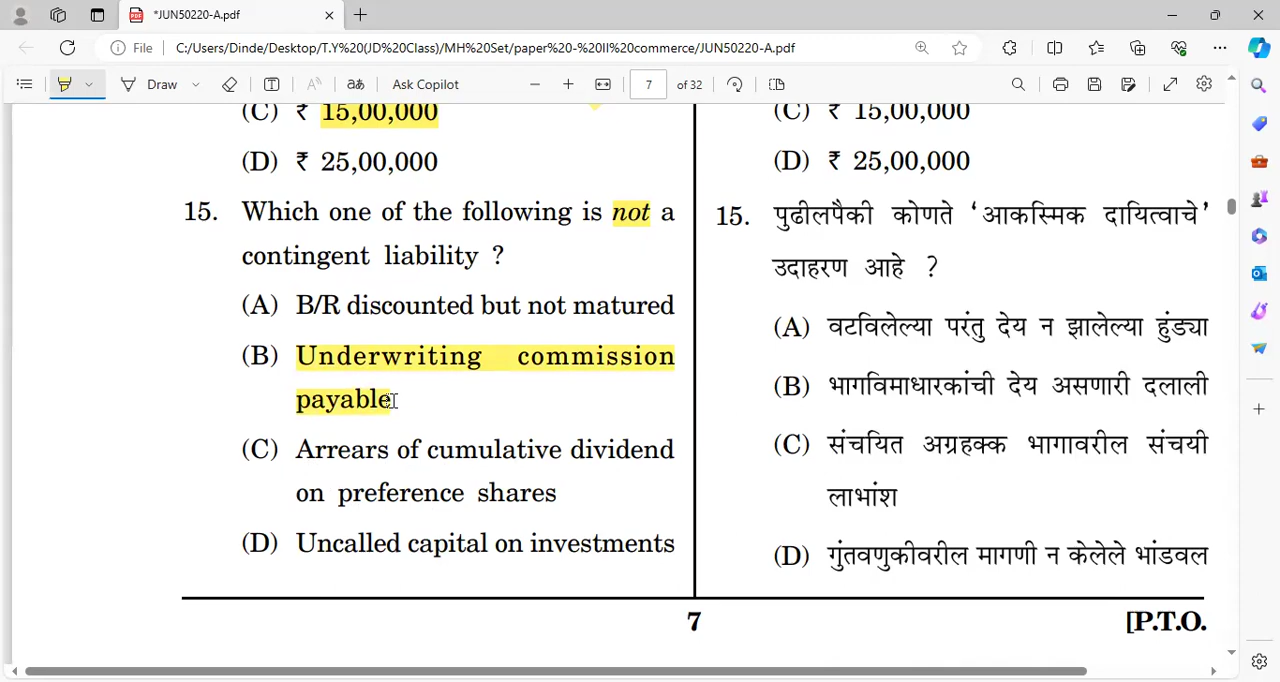 *JUN50220-A.pdf
File
C:/Users/Dinde/Desktop/T.Y%20(JD%20Class)/MH%20Set/paper%20-%20II%20commerce/JUN50220-A.pdf
Draw
Ask Copilot
7
of 32
(C) ₹ 15,00,000
(D) ₹ 25,00,000
15. Which one of the following is not a
contingent liability ?
(A) B/R discounted but not matured
(B) Underwriting commission
payable
(C) Arrears of cumulative dividend
on preference shares
(D) Uncalled capital on investments
(C) ₹ 15,00,000
(D) ₹ 25,00,000
15. पुढीलपैकी कोणते ‘आकस्मिक दायित्वाचे’
उदाहरण आहे ?
(A) वटविलेल्या परंतु देय न झालेल्या हुंड्या
(B) भागविमाधारकांची देय असणारी दलाली
(C) संचयित अग्रहक्क भागावरील संचयी
लाभांश
(D) गुंतवणुकीवरील मागणी न केलेले भांडवल
7
[P.T.O.